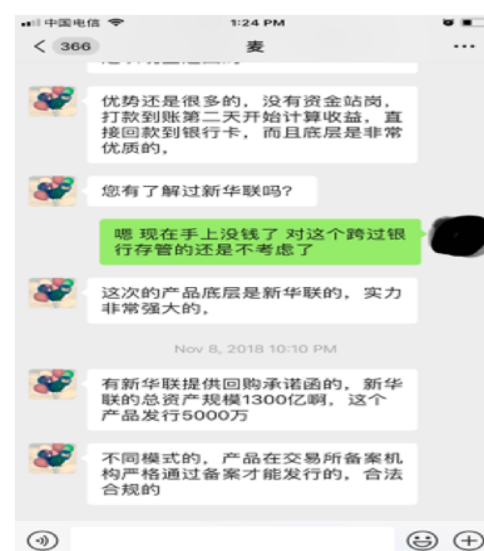 中国电信 1:24 PM
366 麦
优势还是很多的，没有资金站岗，
打款到账第二天开始计算收益，直
接回款到银行卡，而且底层是非常
优质的，
您有了解过新华联吗?
嗯 现在手上没钱了 对这个跨过银
行存管的还是不考虑了
这次的产品底层是新华联的，实力
非常强大的，
Nov 8, 2018 10:10 PM
有新华联提供回购承诺函的，新华
联的总资产规模1300亿啊，这个
产品发行5000万
不同模式的，产品在交易所备案机
构严格通过备案才能发行的，合法
合规的